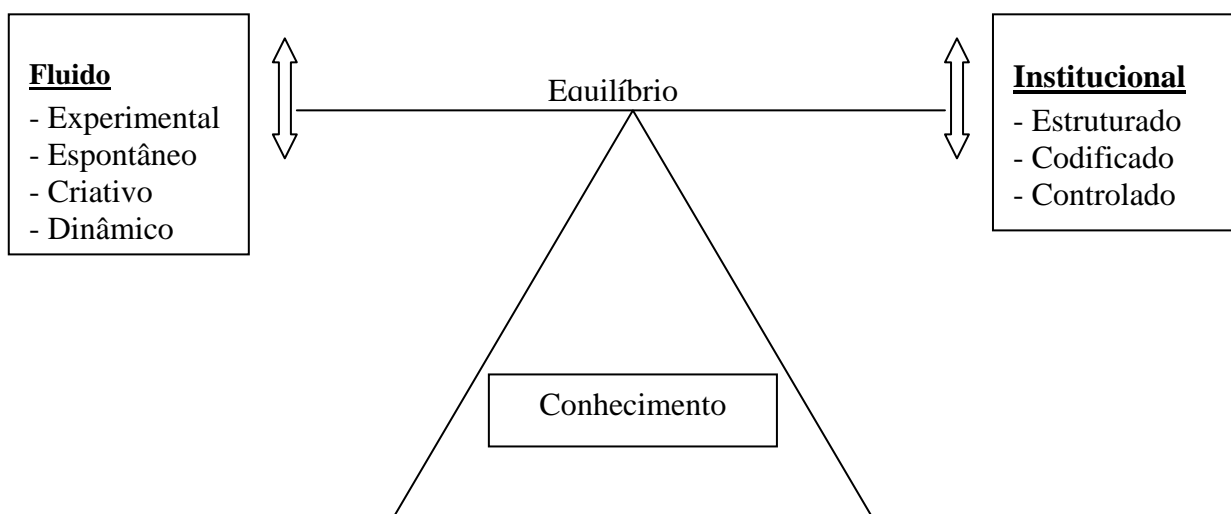 Fluido
- Experimental
- Espontâneo
- Criativo
- Dinâmico
Equilíbrio
Institucional
- Estruturado
- Codificado
- Controlado
Conhecimento